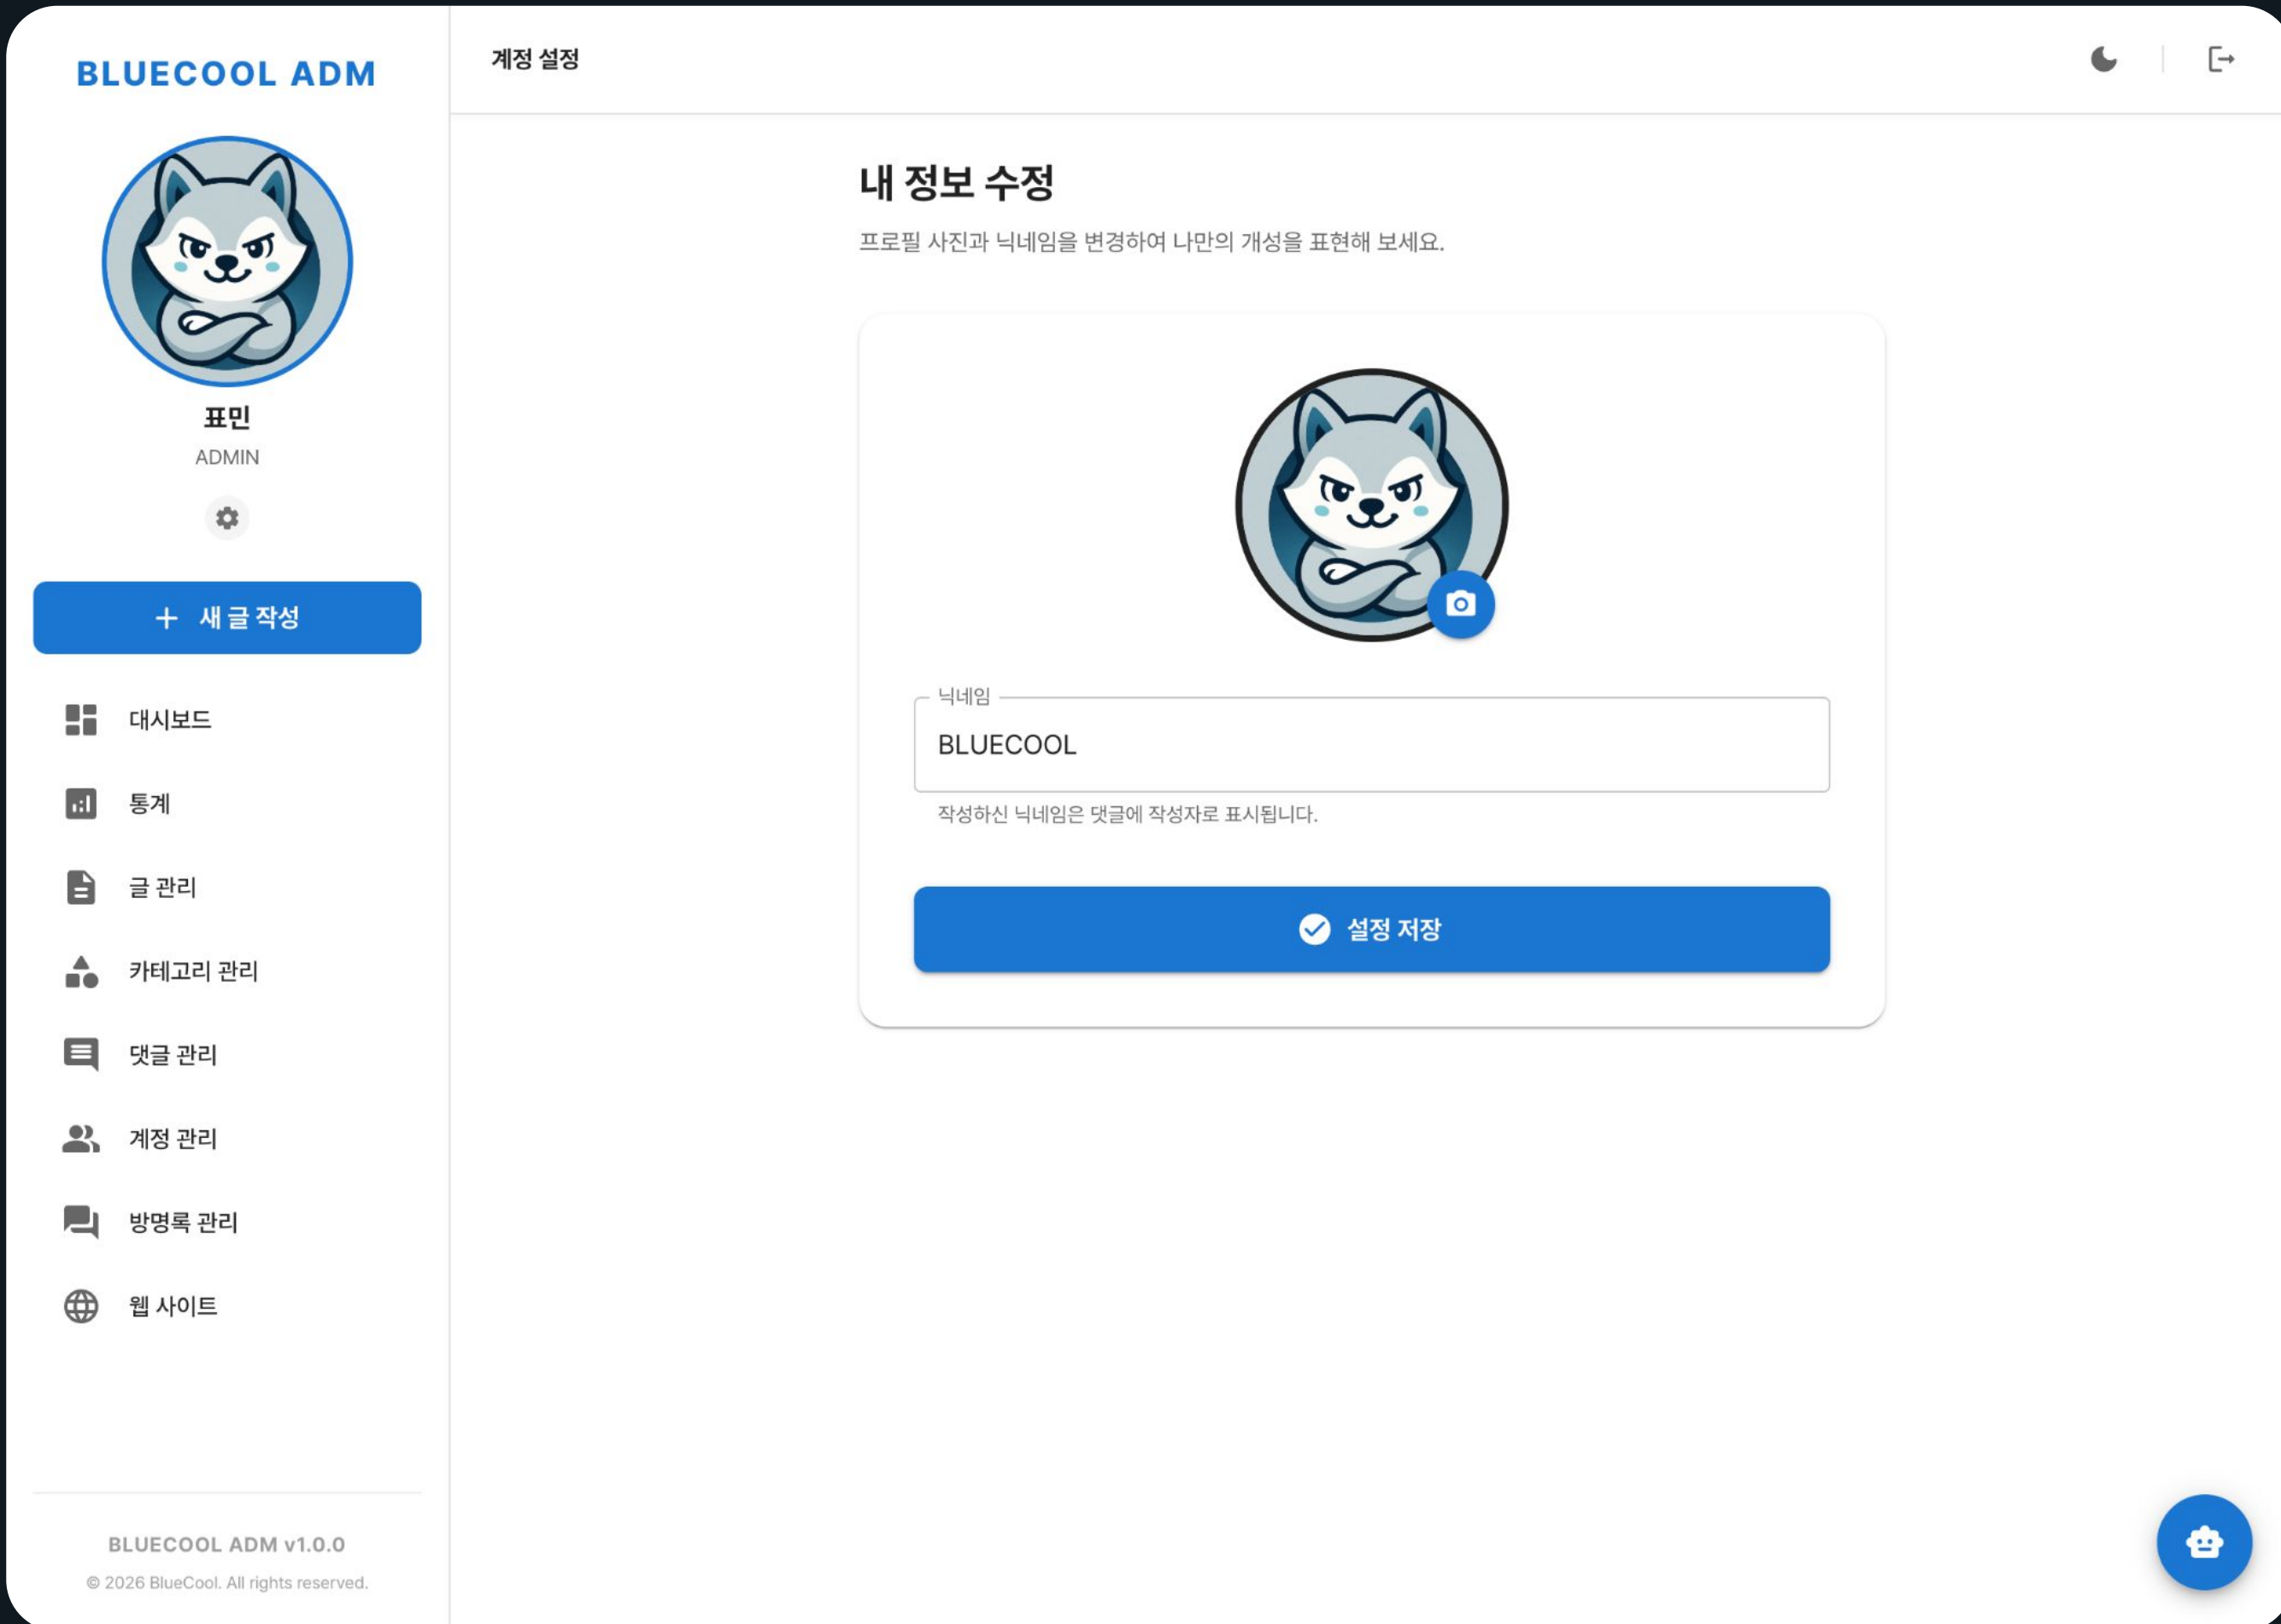 BLUECOOL ADM
표민
ADMIN
새 글 작성
대시보드
통계
글 관리
카테고리 관리
댓글 관리
계정 관리
방명록 관리
웹 사이트
BLUECOOL ADM v1.0.0
© 2026 BlueCool. All rights reserved.
계정 설정
내 정보 수정
프로필 사진과 닉네임을 변경하여 나만의 개성을 표현해 보세요.
닉네임
BLUECOOL
작성하신 닉네임은 댓글에 작성자로 표시됩니다.
설정 저장